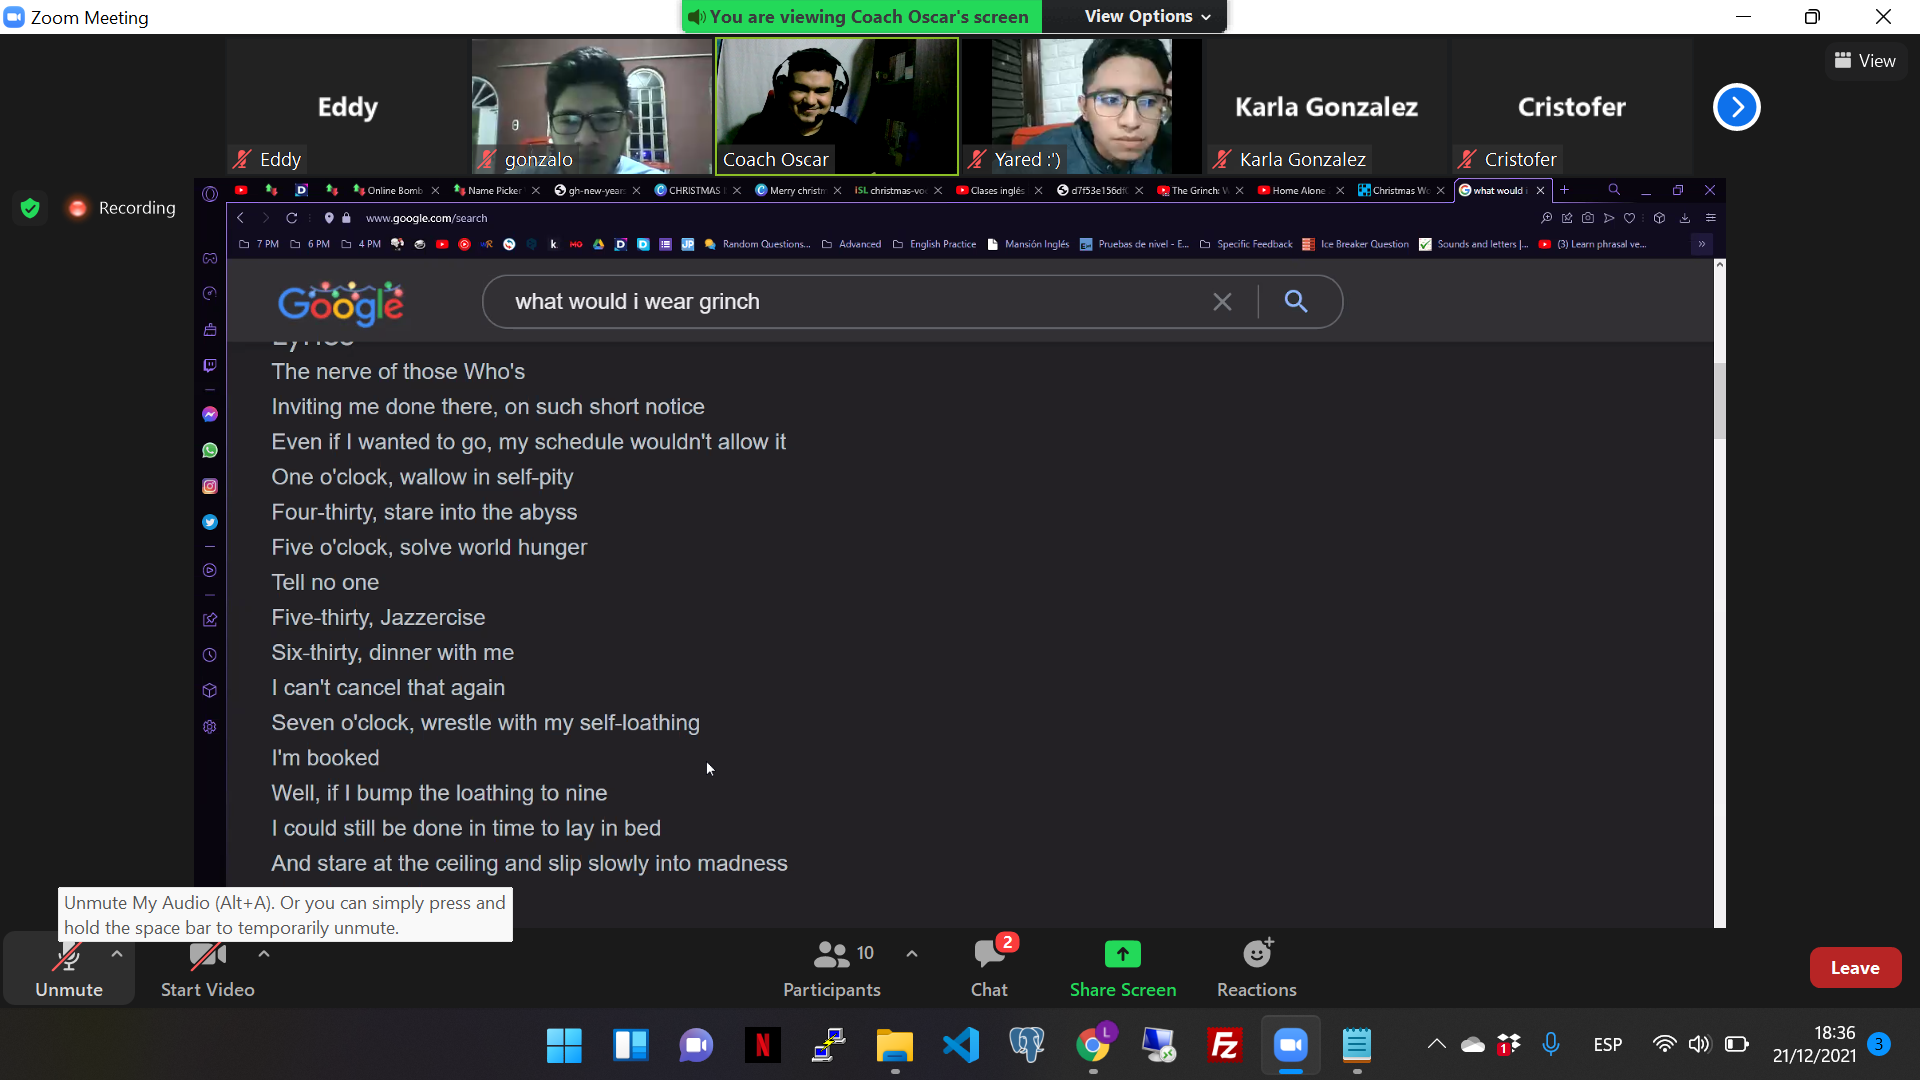 Zoom Meeting
You are viewing Coach Oscar's screen
View Options
View
Eddy
Karla Gonzalez
Cristofer
Eddy
gonzalo
Coach Oscar
Yared :')
Karla Gonzalez
Cristofer
Recording
Online Bomb
Name Picker
gh-new-year
CHRISTMAS
Merry christm
iSL christmas-voc
Clases inglés
d7f53e156df
The Grinch:
Home Alone
Christmas Wo
what would i
www.google.com/search
7 PM
6 PM
4 PM
Random Questions...
Advanced
English Practice
Mansión Inglés
Pruebas de nivel - E...
Specific Feedback
Ice Breaker Question
Sounds and letters |...
(3) Learn phrasal ve...
»
Google
what would i wear grinch
Lyrics
The nerve of those Who's
Inviting me done there, on such short notice
Even if I wanted to go, my schedule wouldn't allow it
One o'clock, wallow in self-pity
Four-thirty, stare into the abyss
Five o'clock, solve world hunger
Tell no one
Five-thirty, Jazzercise
Six-thirty, dinner with me
I can't cancel that again
Seven o'clock, wrestle with my self-loathing
I'm booked
Well, if I bump the loathing to nine
I could still be done in time to lay in bed
And stare at the ceiling and slip slowly into madness
Unmute My Audio (Alt+A). Or you can simply press and
hold the space bar to temporarily unmute.
Unmute
Start Video
10
Participants
2
Chat
Share Screen
Reactions
Leave
L
1
ESP
18:36
21/12/2021
3